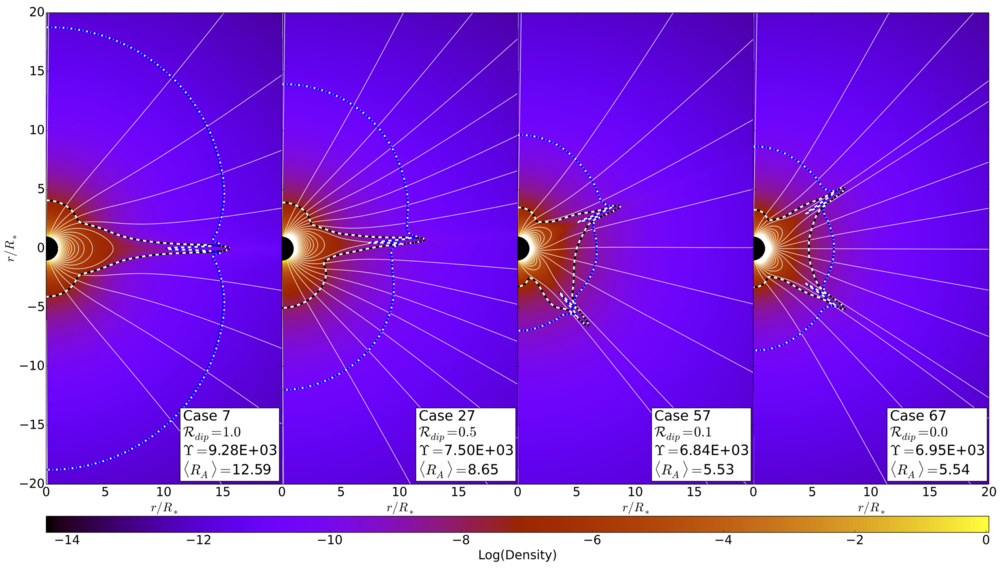 20
15
10
5
0
−5
−10
−15
−20
r/R*
Case 7
ℛdip=1.0
ϒ=9.28E+03
⟨RA⟩=12.59
Case 27
ℛdip=0.5
ϒ=7.50E+03
⟨RA⟩=8.65
Case 57
ℛdip=0.1
ϒ=6.84E+03
⟨RA⟩=5.53
Case 67
ℛdip=0.0
ϒ=6.95E+03
⟨RA⟩=5.54
0 5 10 15 0 5 10 15 0 5 10 15 0 5 10 15 20
r/R* r/R* r/R* r/R*
−14 −12 −10 −8 −6 −4 −2 0
Log(Density)